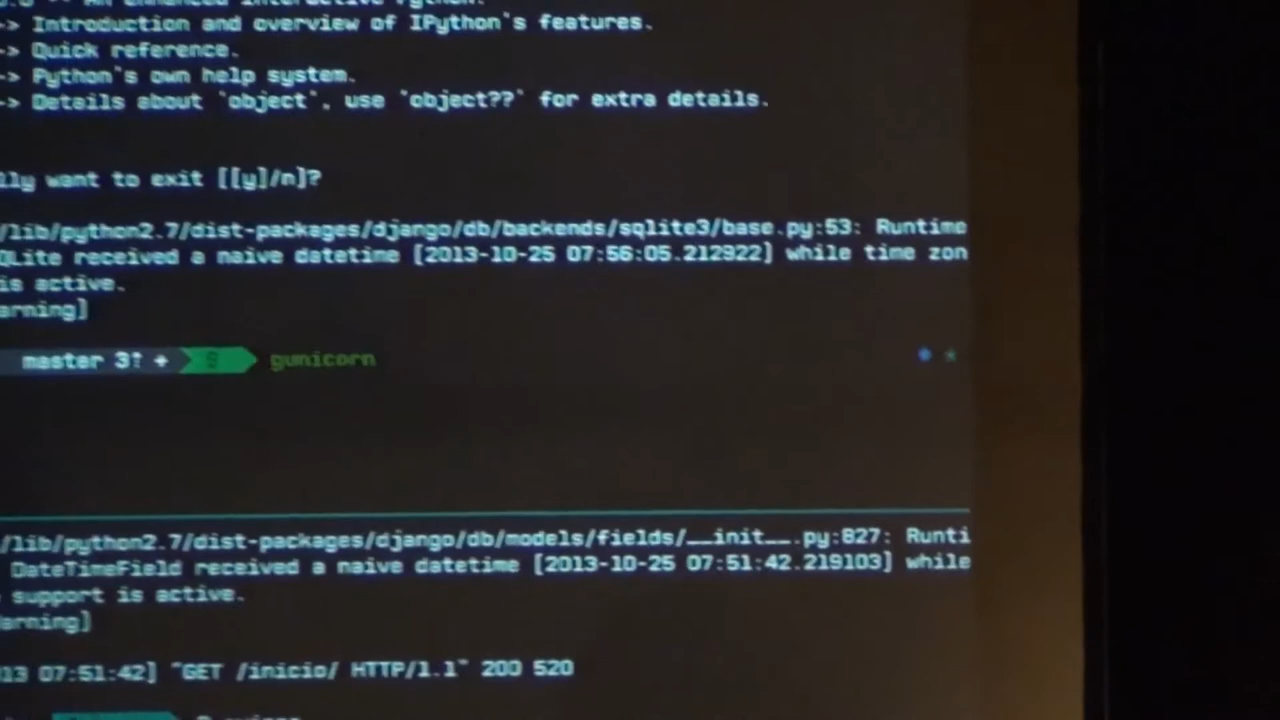 -- An enhanced Interactive Python.
-> Introduction and overview of IPython's features.
-> Quick reference.
-> Python's own help system.
-> Details about `object`, use `object??` for extra details.
lly want to exit [[y]/n]?
/lib/python2.7/dist-packages/django/db/backends/sqlite3/base.py:53: Runtime
QLite received a naive datetime [2013-10-25 07:56:05.212922] while time zon
is active.
arning]
master 3! + gunicorn
/lib/python2.7/dist-packages/django/db/models/fields/__init__.py:827: Runti
DateTimeField received a naive datetime [2013-10-25 07:51:42.219103] while
support is active.
arning]
13 07:51:42] "GET /inicio/ HTTP/1.1" 200 520